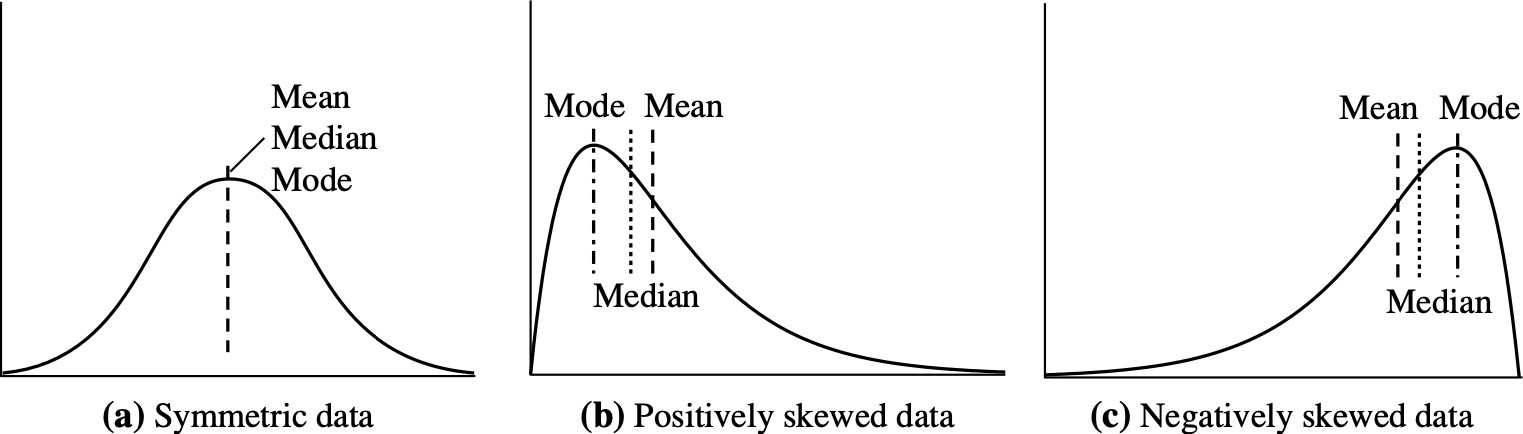 Mean
Median
Mode
(a) Symmetric data
Mode Mean
Median
(b) Positively skewed data
Mean Mode
Median
(c) Negatively skewed data